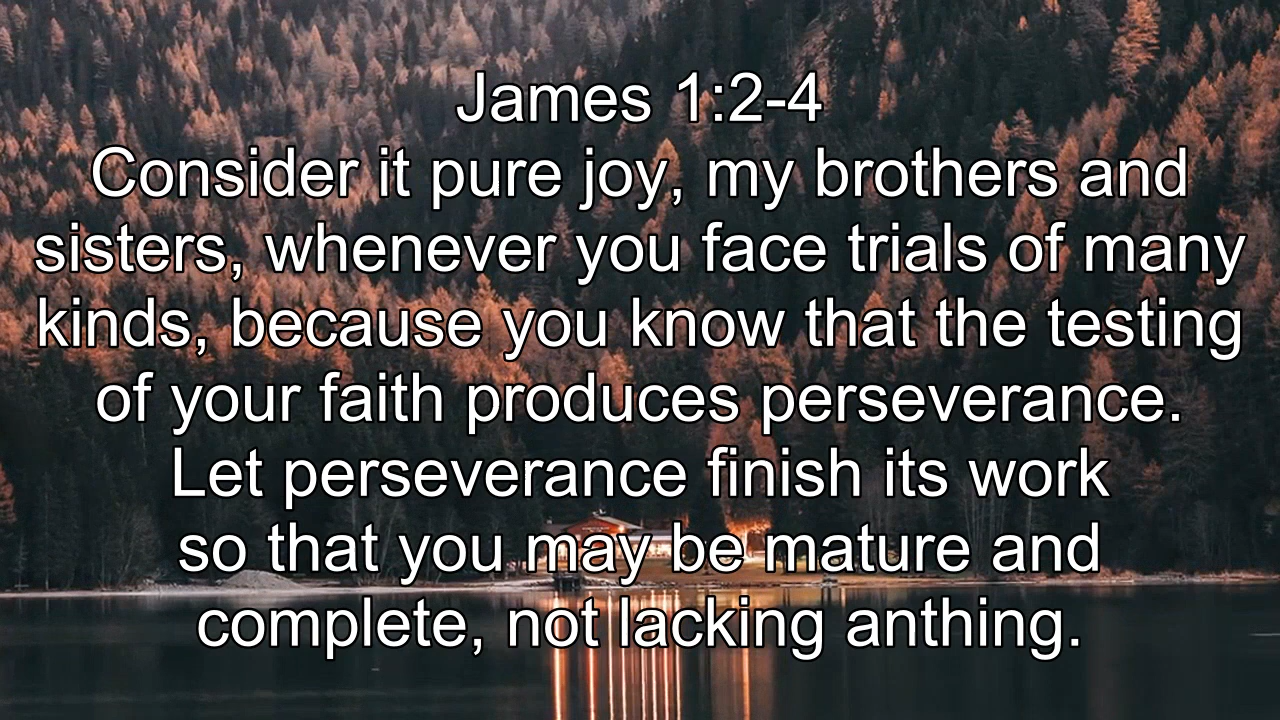 James 1:2-4
Consider it pure joy, my brothers and
sisters, whenever you face trials of many
kinds, because you know that the testing
of your faith produces perseverance.
Let perseverance finish its work
so that you may be mature and
complete, not lacking anthing.